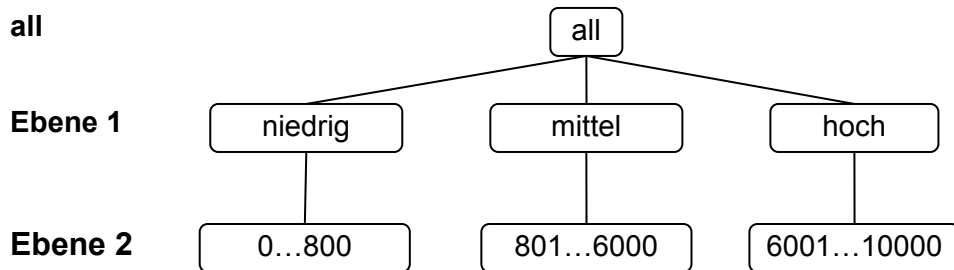 all all
Ebene 1 niedrig mittel hoch
Ebene 2 0…800 801…6000 6001…10000